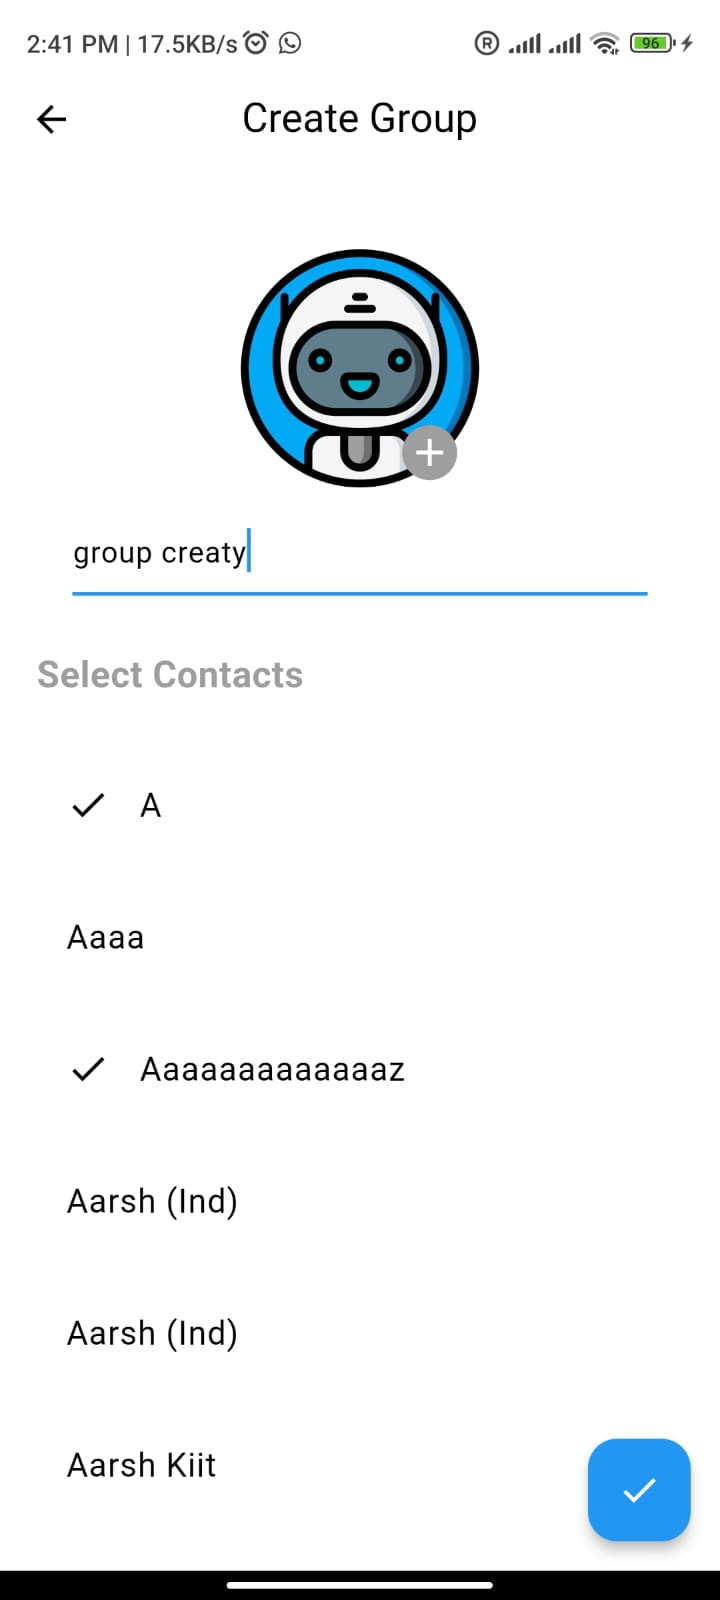 2:41 PM | 17.5KB/s
R
96
Create Group
group creaty
Select Contacts
A
Aaaa
Aaaaaaaaaaaaaz
Aarsh (Ind)
Aarsh (Ind)
Aarsh Kiit